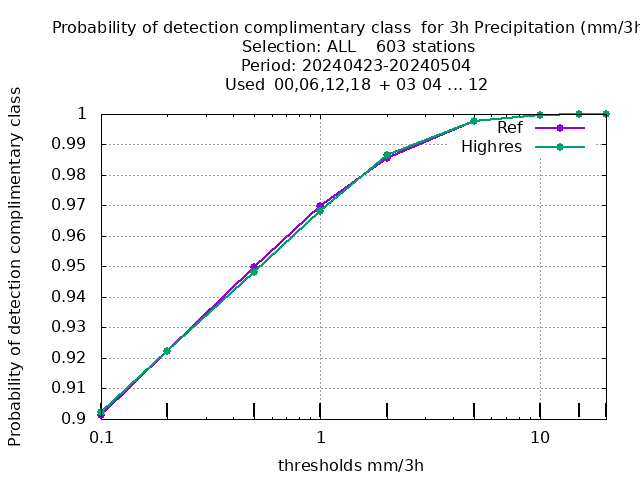 Probability of detection complimentary class  for 3h Precipitation (mm/3h
Selection: ALL    603 stations
Period: 20240423-20240504
Used  00,06,12,18  + 03 04 ... 12
Probability of detection complimentary class
1
0.99
0.98
0.97
0.96
0.95
0.94
0.93
0.92
0.91
0.9
Ref
Highres
0.1
1
10
thresholds mm/3h